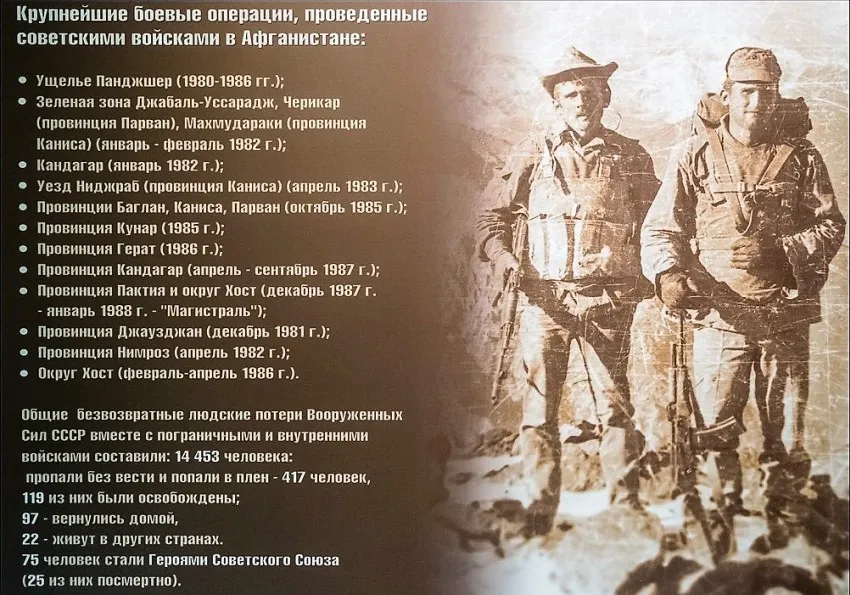 Крупнейшие боевые операции, проведенные
советскими войсками в Афганистане:
• Ущелье Панджшер (1980-1986 гг.);
• Зеленая зона Джабаль-Уссарадж, Черикар
(провинция Парван), Махмудараки (провинция
Каниса) (январь - февраль 1982 г.);
• Кандагар (январь 1982 г.);
• Уезд Ниджраб (провинция Каниса) (апрель 1983 г.);
• Провинции Баглан, Каниса, Парван (октябрь 1985 г.);
• Провинция Кунар (1985 г.);
• Провинция Герат (1986 г.);
• Провинция Кандагар (апрель - сентябрь 1987 г.);
• Провинция Пактия и округ Хост (декабрь 1987 г.
- январь 1988 г. - "Магистраль");
• Провинция Джаузджан (декабрь 1981 г.);
• Провинция Нимроз (апрель 1982 г.);
• Округ Хост (февраль-апрель 1986 г.).
Общие безвозвратные людские потери Вооруженных
Сил СССР вместе с пограничными и внутренними
войсками составили: 14 453 человека:
пропали без вести и попали в плен - 417 человек,
119 из них были освобождены;
97 - вернулись домой,
22 - живут в других странах.
75 человек стали Героями Советского Союза
(25 из них посмертно).